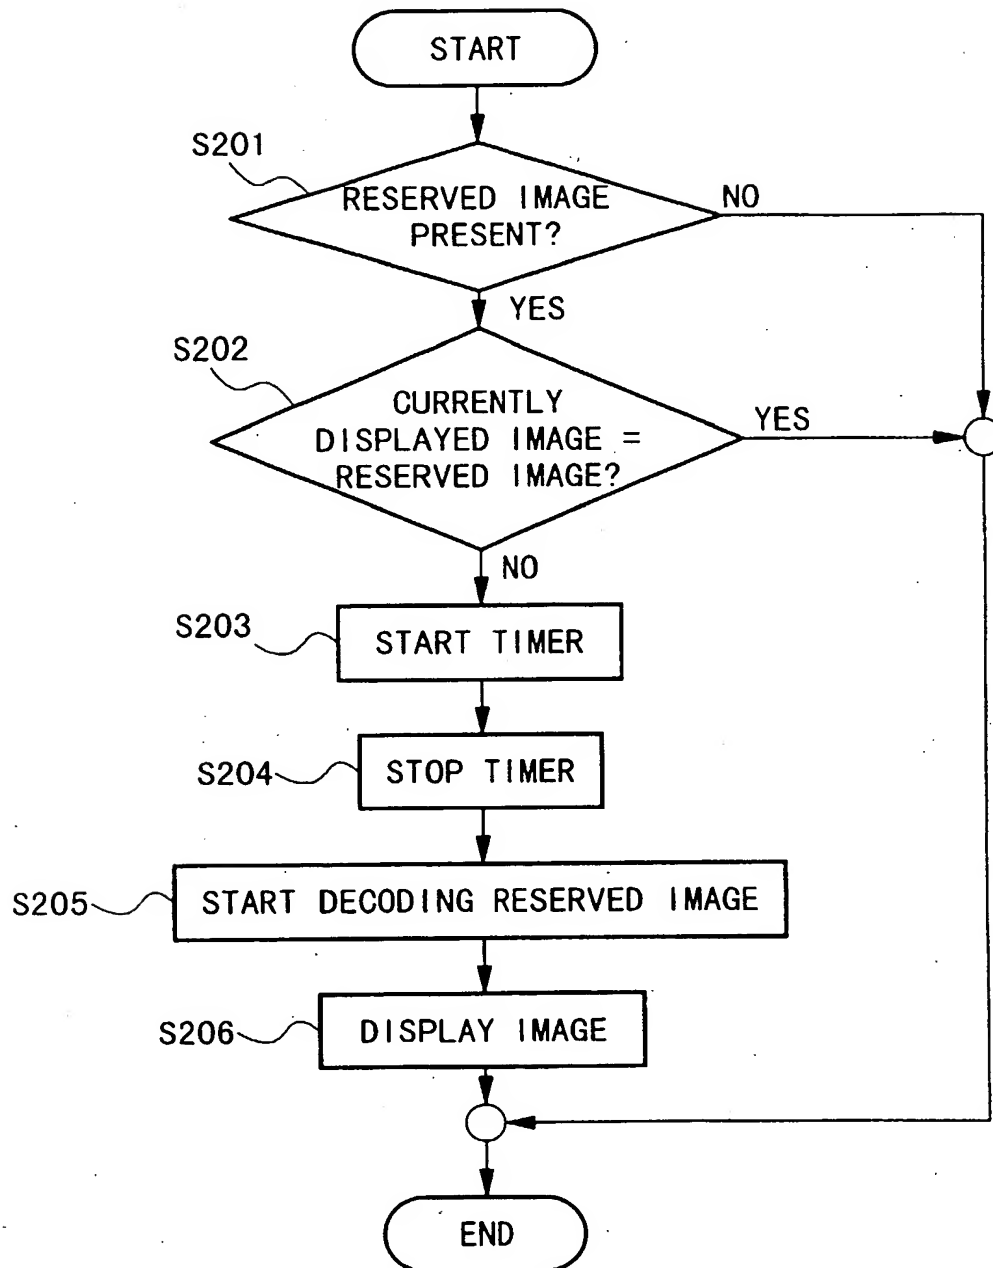 START
S201
RESERVED IMAGE
PRESENT?
NO
YES
S202
CURRENTLY
DISPLAYED IMAGE =
RESERVED IMAGE?
YES
NO
S203
START TIMER
S204
STOP TIMER
S205
START DECODING RESERVED IMAGE
S206
DISPLAY IMAGE
END